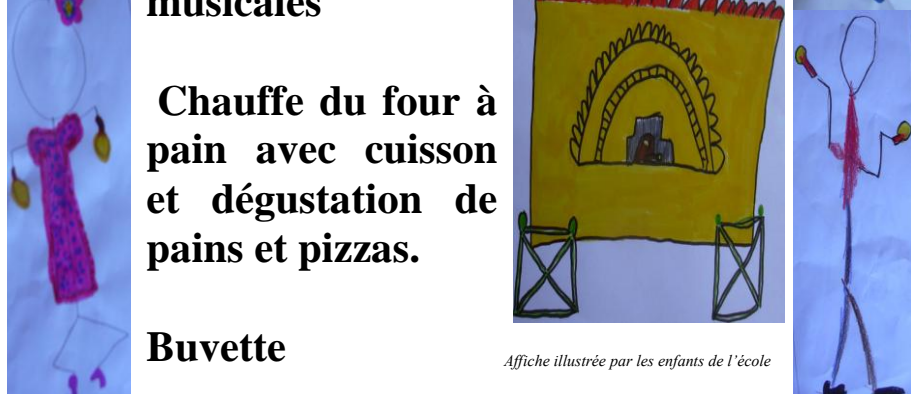 musicales
Chauffe du four à
pain avec cuisson
et dégustation de
pains et pizzas.
Buvette
Affiche illustrée par les enfants de l'école